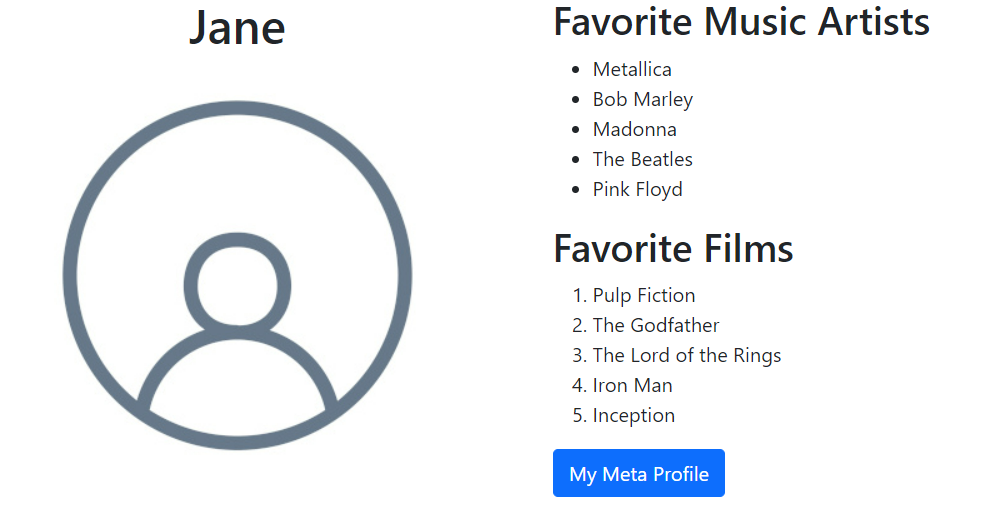 Jane
Favorite Music Artists
• Metallica
• Bob Marley
• Madonna
• The Beatles
• Pink Floyd
Favorite Films
1. Pulp Fiction
2. The Godfather
3. The Lord of the Rings
4. Iron Man
5. Inception
My Meta Profile